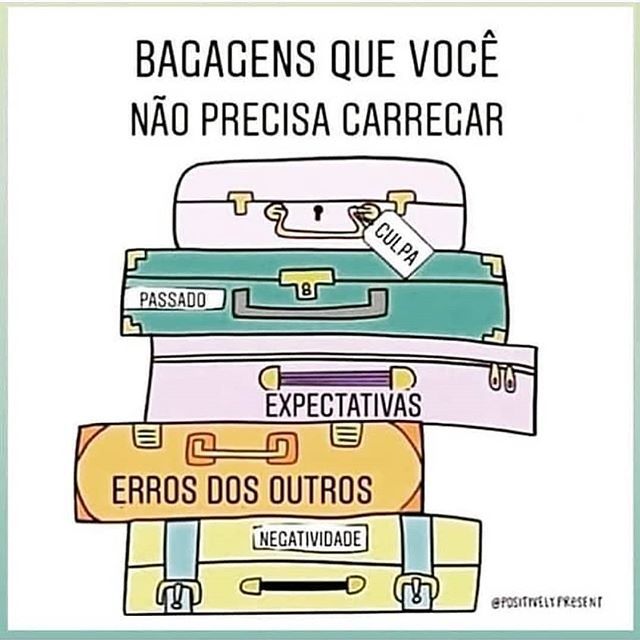 BAGAGENS QUE VOCÊ
NÃO PRECISA CARREGAR
CULPA
PASSADO
EXPECTATIVAS
ERROS DOS OUTROS
NEGATIVIDADE
@POSITIVELYPRESENT